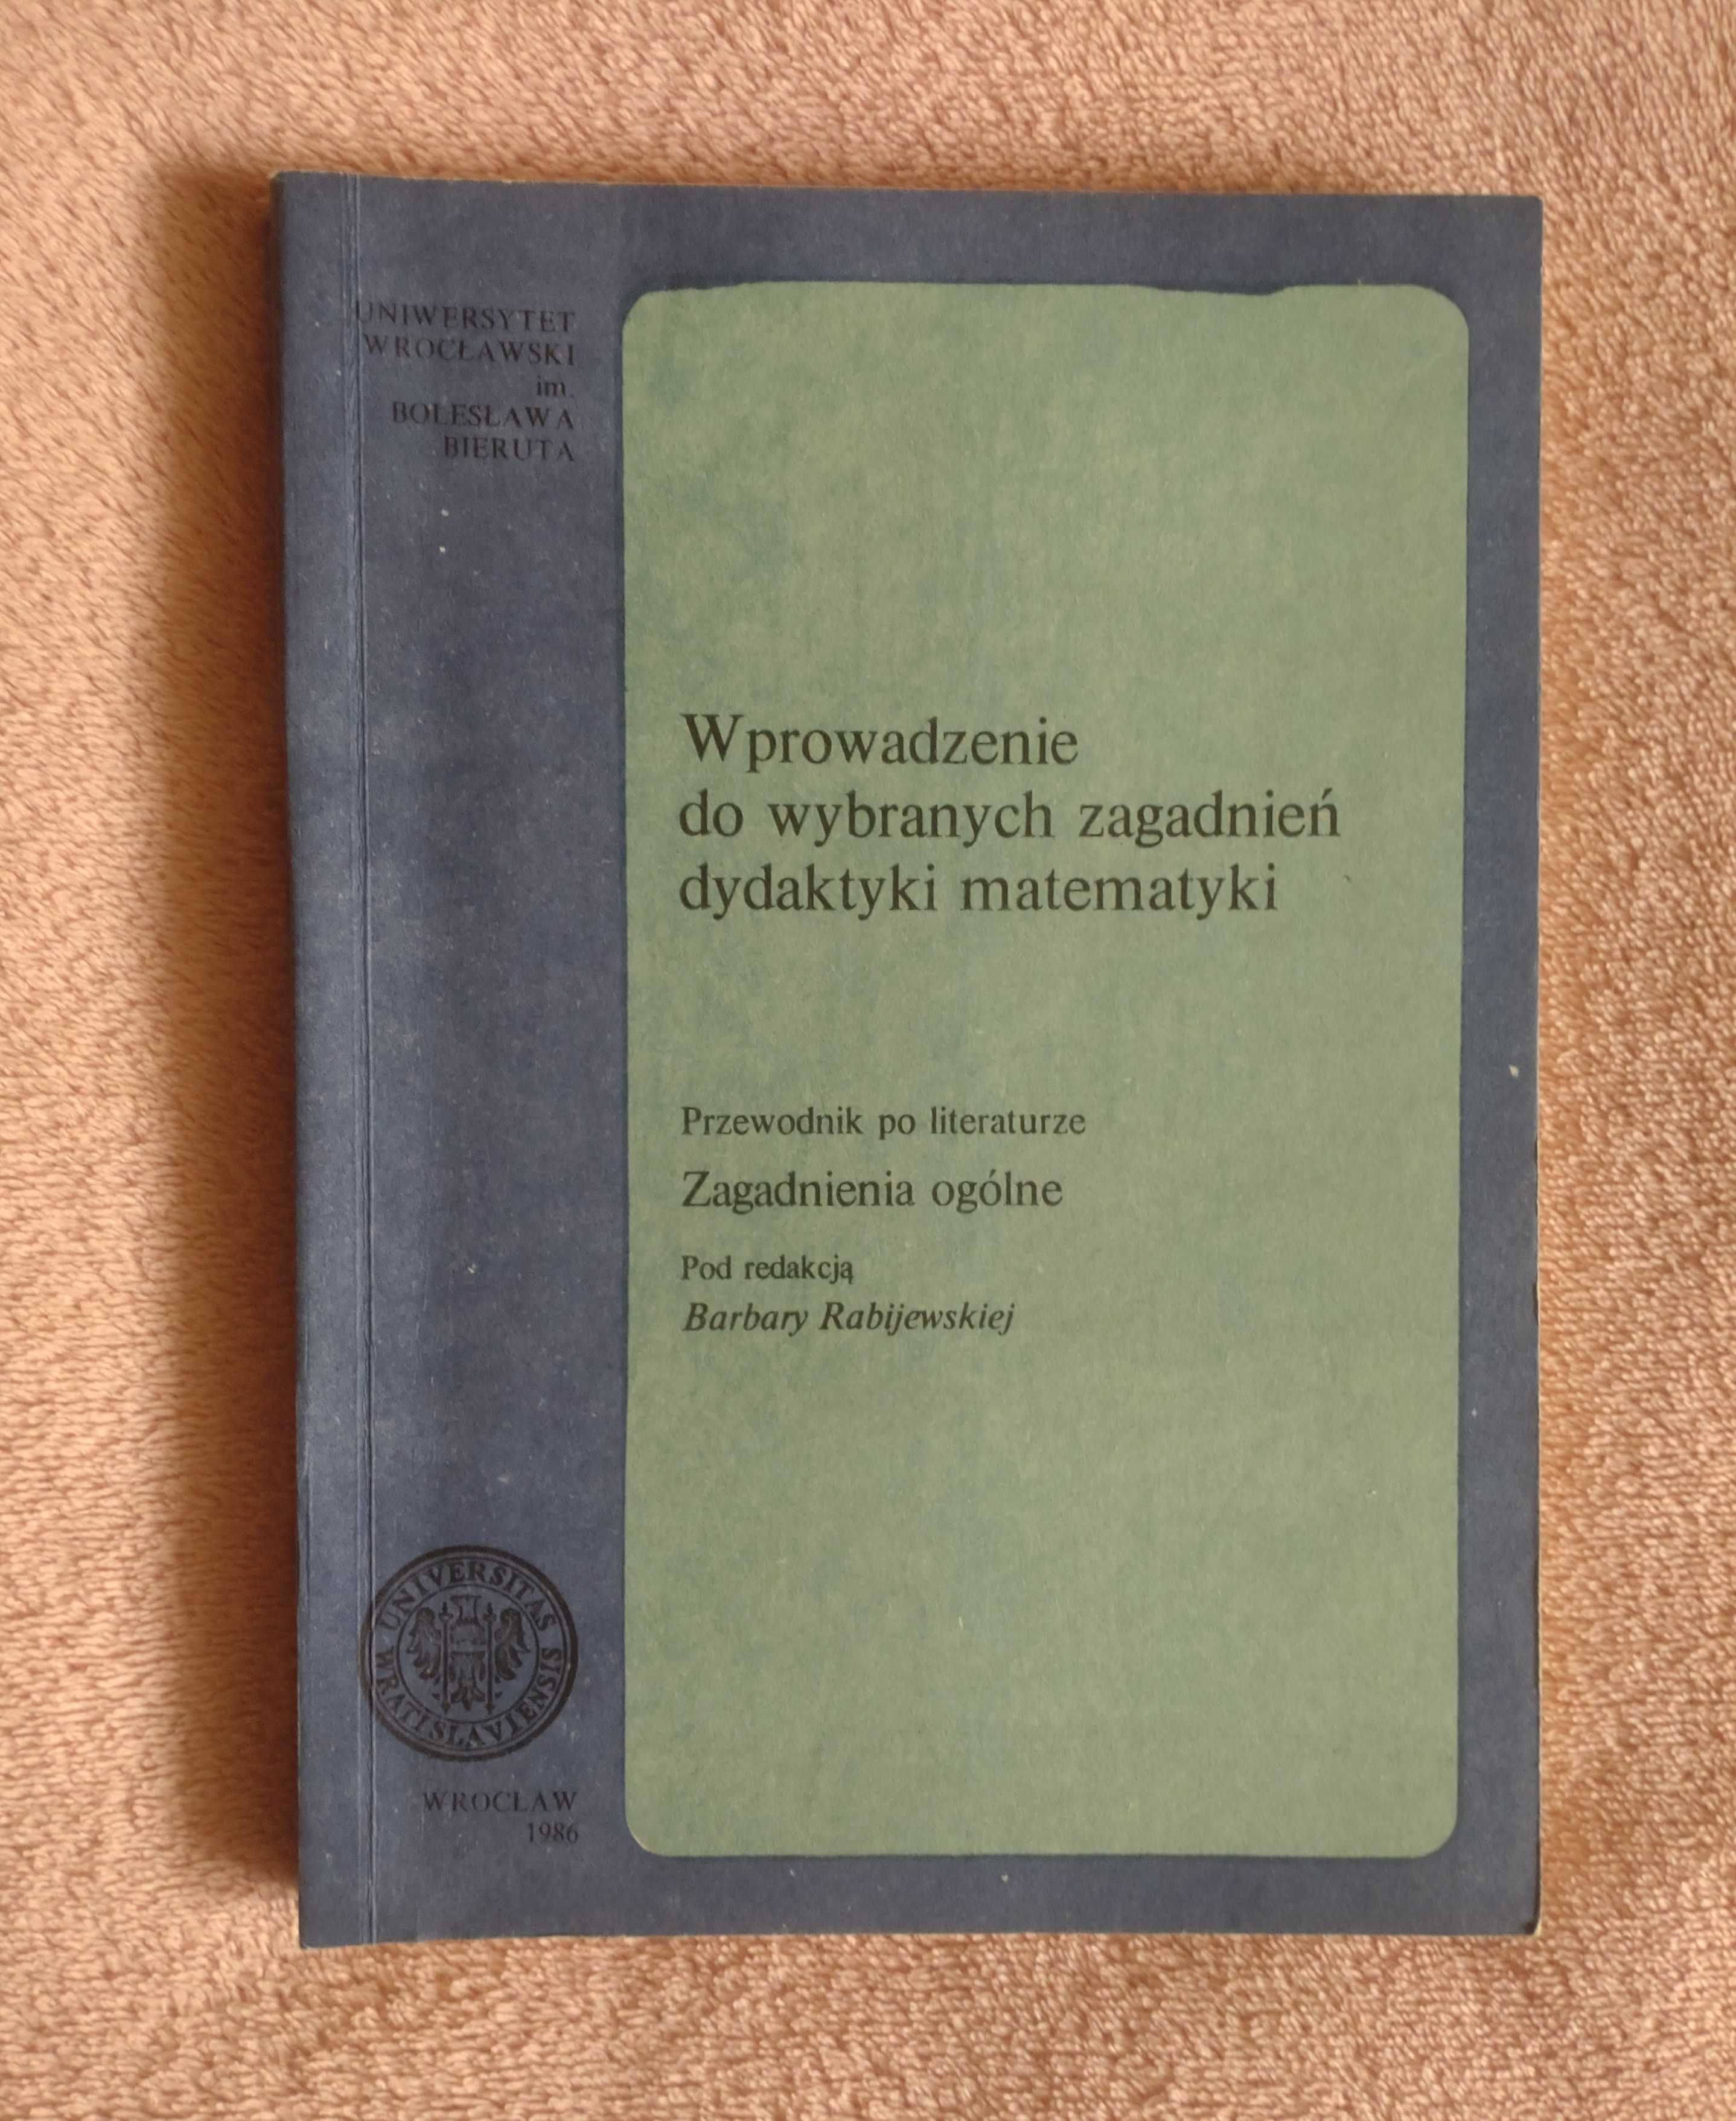 UNIWERSYTET
WROCŁAWSKI
im.
BOLESŁAWA
BIERUTA
Wprowadzenie
do wybranych zagadnień
dydaktyki matematyki
Przewodnik po literaturze
Zagadnienia ogólne
Pod redakcją
Barbary Rabijewskiej
UNIVERSITAS WRATISLAVIENSIS
WROCŁAW
1986